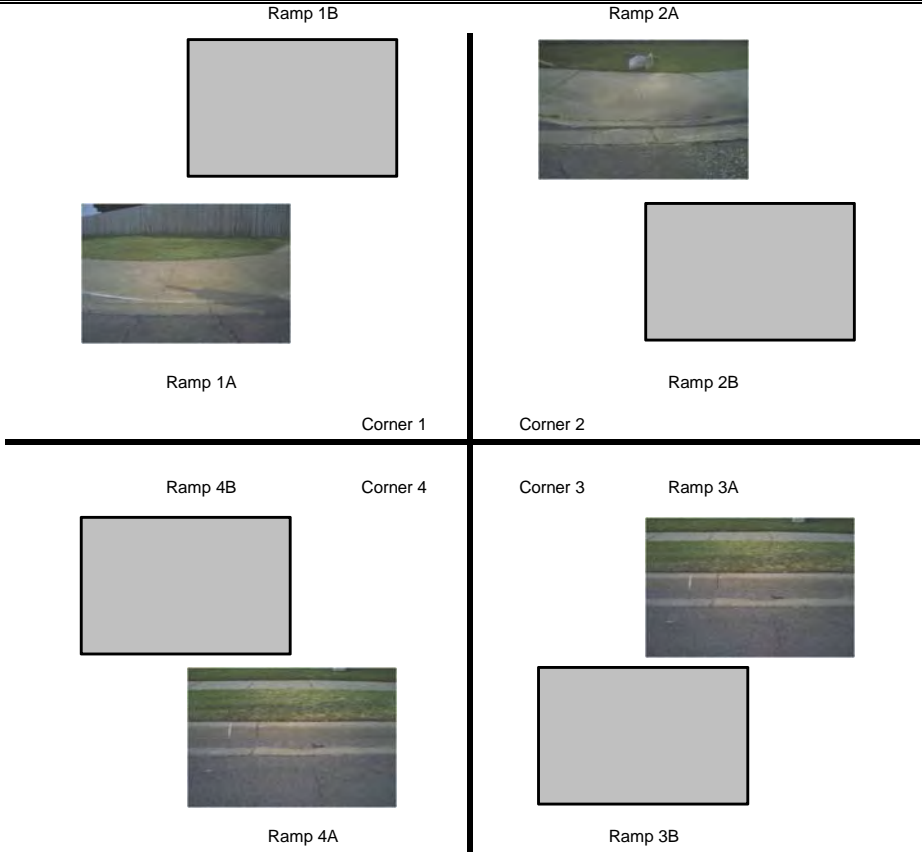 Ramp 1B Ramp 2A
Ramp 1A Ramp 2B
Corner 1 Corner 2
Ramp 4B Corner 4 Corner 3 Ramp 3A
Ramp 4A Ramp 3B